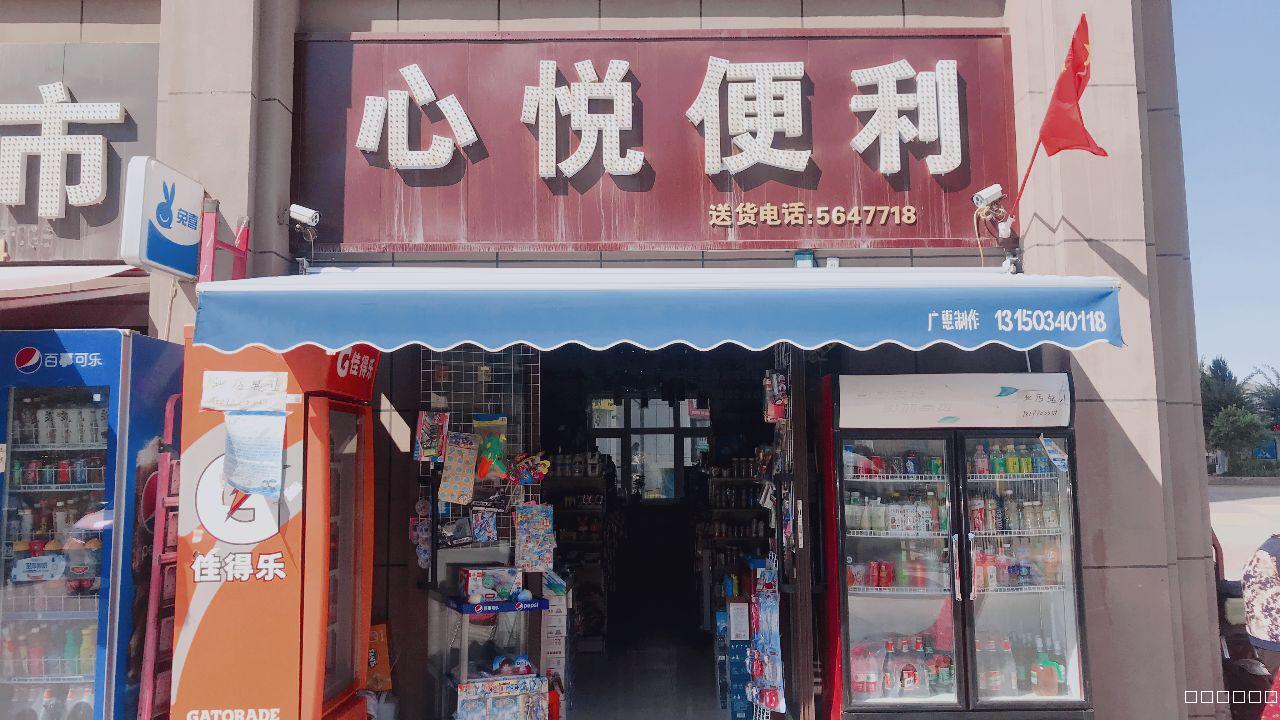 市
心悦便利
送货电话:5647718
兔喜
广惠制作 13150340118
百事可乐
佳得乐
佳得乐
GATORADE
pepsi